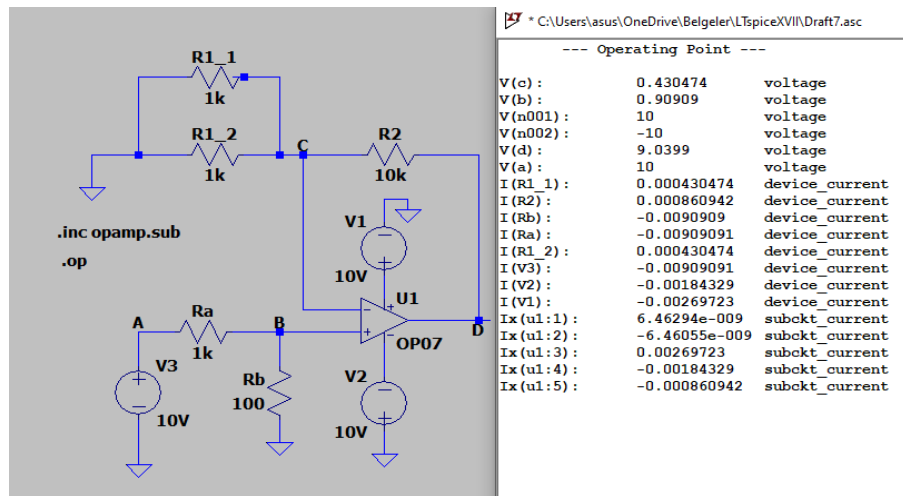 R1_1
1k
R1_2
1k
C
R2
10k
V1
10V
.inc opamp.sub
.op
U1
OP07
D
A
Ra
1k
B
V3
10V
Rb
100
V2
10V
* C:\Users\asus\OneDrive\Belgeler\LTspiceXVII\Draft7.asc
--- Operating Point ---
V(c): 0.430474 voltage
V(b): 0.90909 voltage
V(n001): 10 voltage
V(n002): -10 voltage
V(d): 9.0399 voltage
V(a): 10 voltage
I(R1_1): 0.000430474 device_current
I(R2): 0.000860942 device_current
I(Rb): -0.0090909 device_current
I(Ra): -0.00909091 device_current
I(R1_2): 0.000430474 device_current
I(V3): -0.00909091 device_current
I(V2): -0.00184329 device_current
I(V1): -0.00269723 device_current
Ix(u1:1): 6.46294e-009 subckt_current
Ix(u1:2): -6.46055e-009 subckt_current
Ix(u1:3): 0.00269723 subckt_current
Ix(u1:4): -0.00184329 subckt_current
Ix(u1:5): -0.000860942 subckt_current